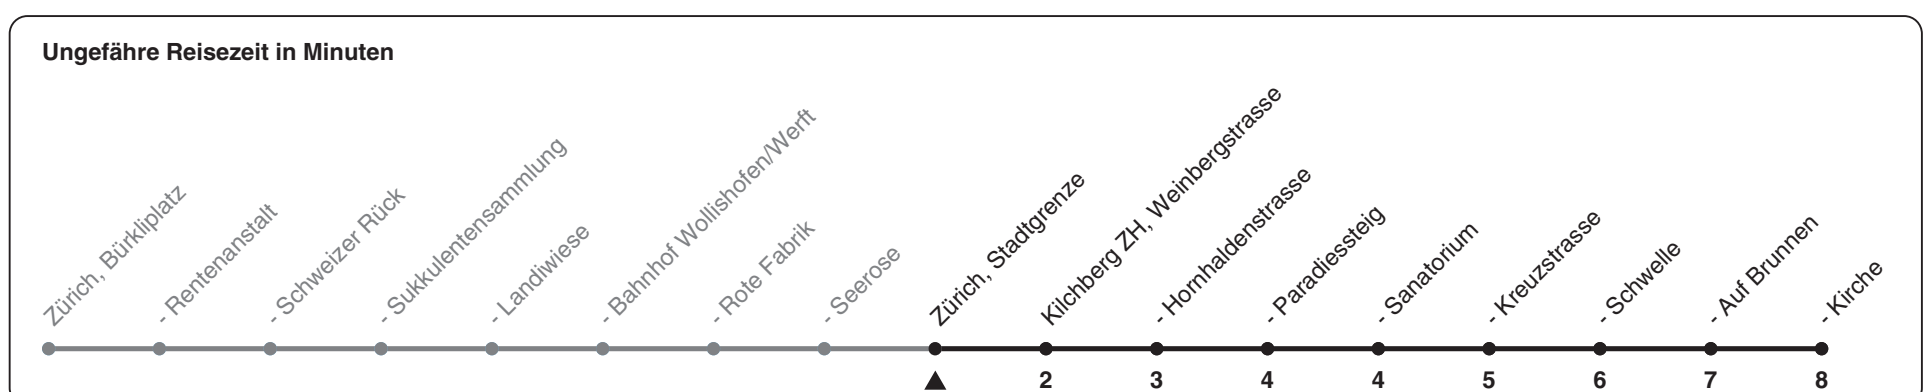 Ungefähre Reisezeit in Minuten
Zürich, Bürkliplatz
- Rentenanstalt
- Schweizer Rück
- Sukkulentensammlung
- Landiwiese
- Bahnhof Wollishofen/Werft
- Rote Fabrik
- Seerose
Zürich, Stadtgrenze
Kilchberg ZH, Weinbergstrasse
- Hornhaldenstrasse
- Paradiessteig
- Sanatorium
- Kreuzstrasse
- Schwelle
- Auf Brunnen
- Kirche
2 3 4 4 5 6 7 8